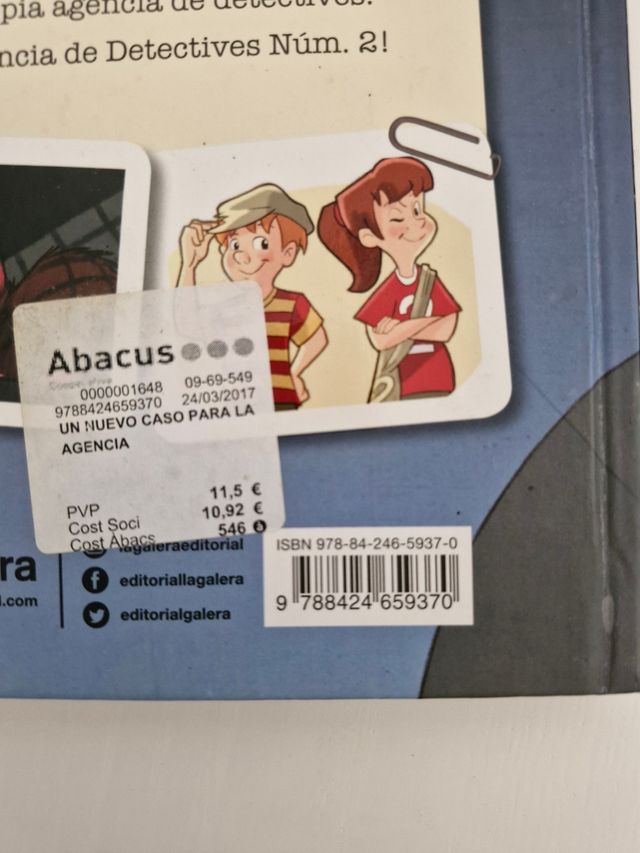 pia agencia de detectives.
ncia de Detectives Núm. 2!
2
Abacus
0000001648 09-69-549
9788424659370 24/03/2017
UN NUEVO CASO PARA LA
AGENCIA
PVP 11,5 €
Cost Soci 10,92 €
Cost Abacs 546
lagaleraeditorial
ra
editoriallagalera
l.com
editorialgalera
ISBN 978-84-246-5937-0
9 788424 659370